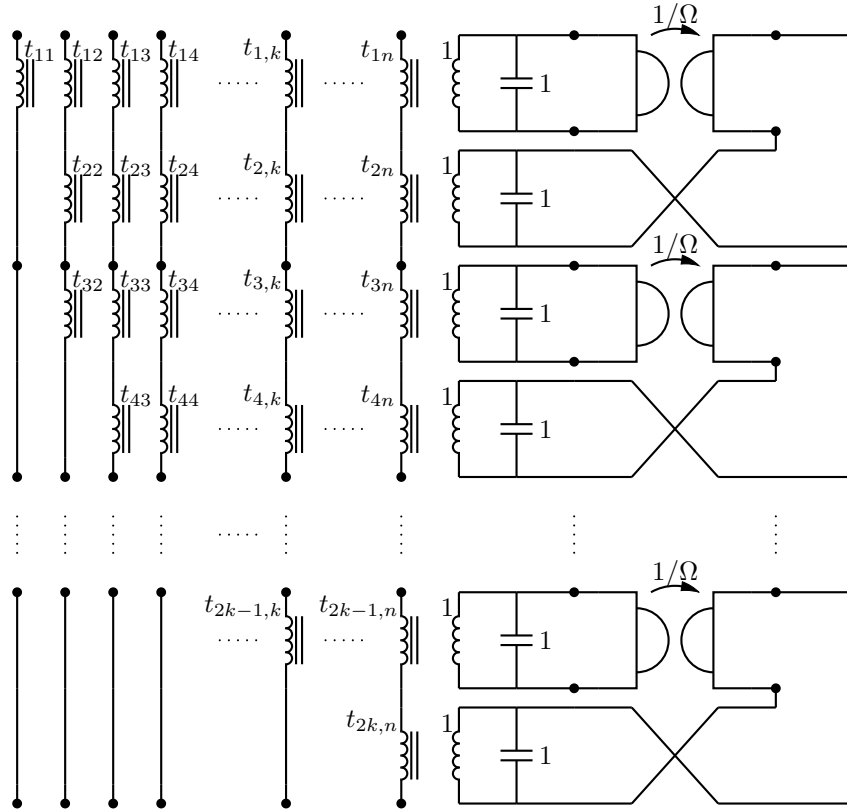 1/Ω
t₁₁ t₁₂ t₁₃ t₁₄ t₁,ₖ t₁ₙ 1
..... ..... 1
t₂₂ t₂₃ t₂₄ t₂,ₖ t₂ₙ 1
..... ..... 1
1/Ω
t₃₂ t₃₃ t₃₄ t₃,ₖ t₃ₙ 1
..... ..... 1
t₄₃ t₄₄ t₄,ₖ t₄ₙ 1
..... ..... 1
.....
1/Ω
t₂ₖ₋₁,ₖ t₂ₖ₋₁,ₙ 1
..... ..... 1
t₂ₖ,ₙ 1
1